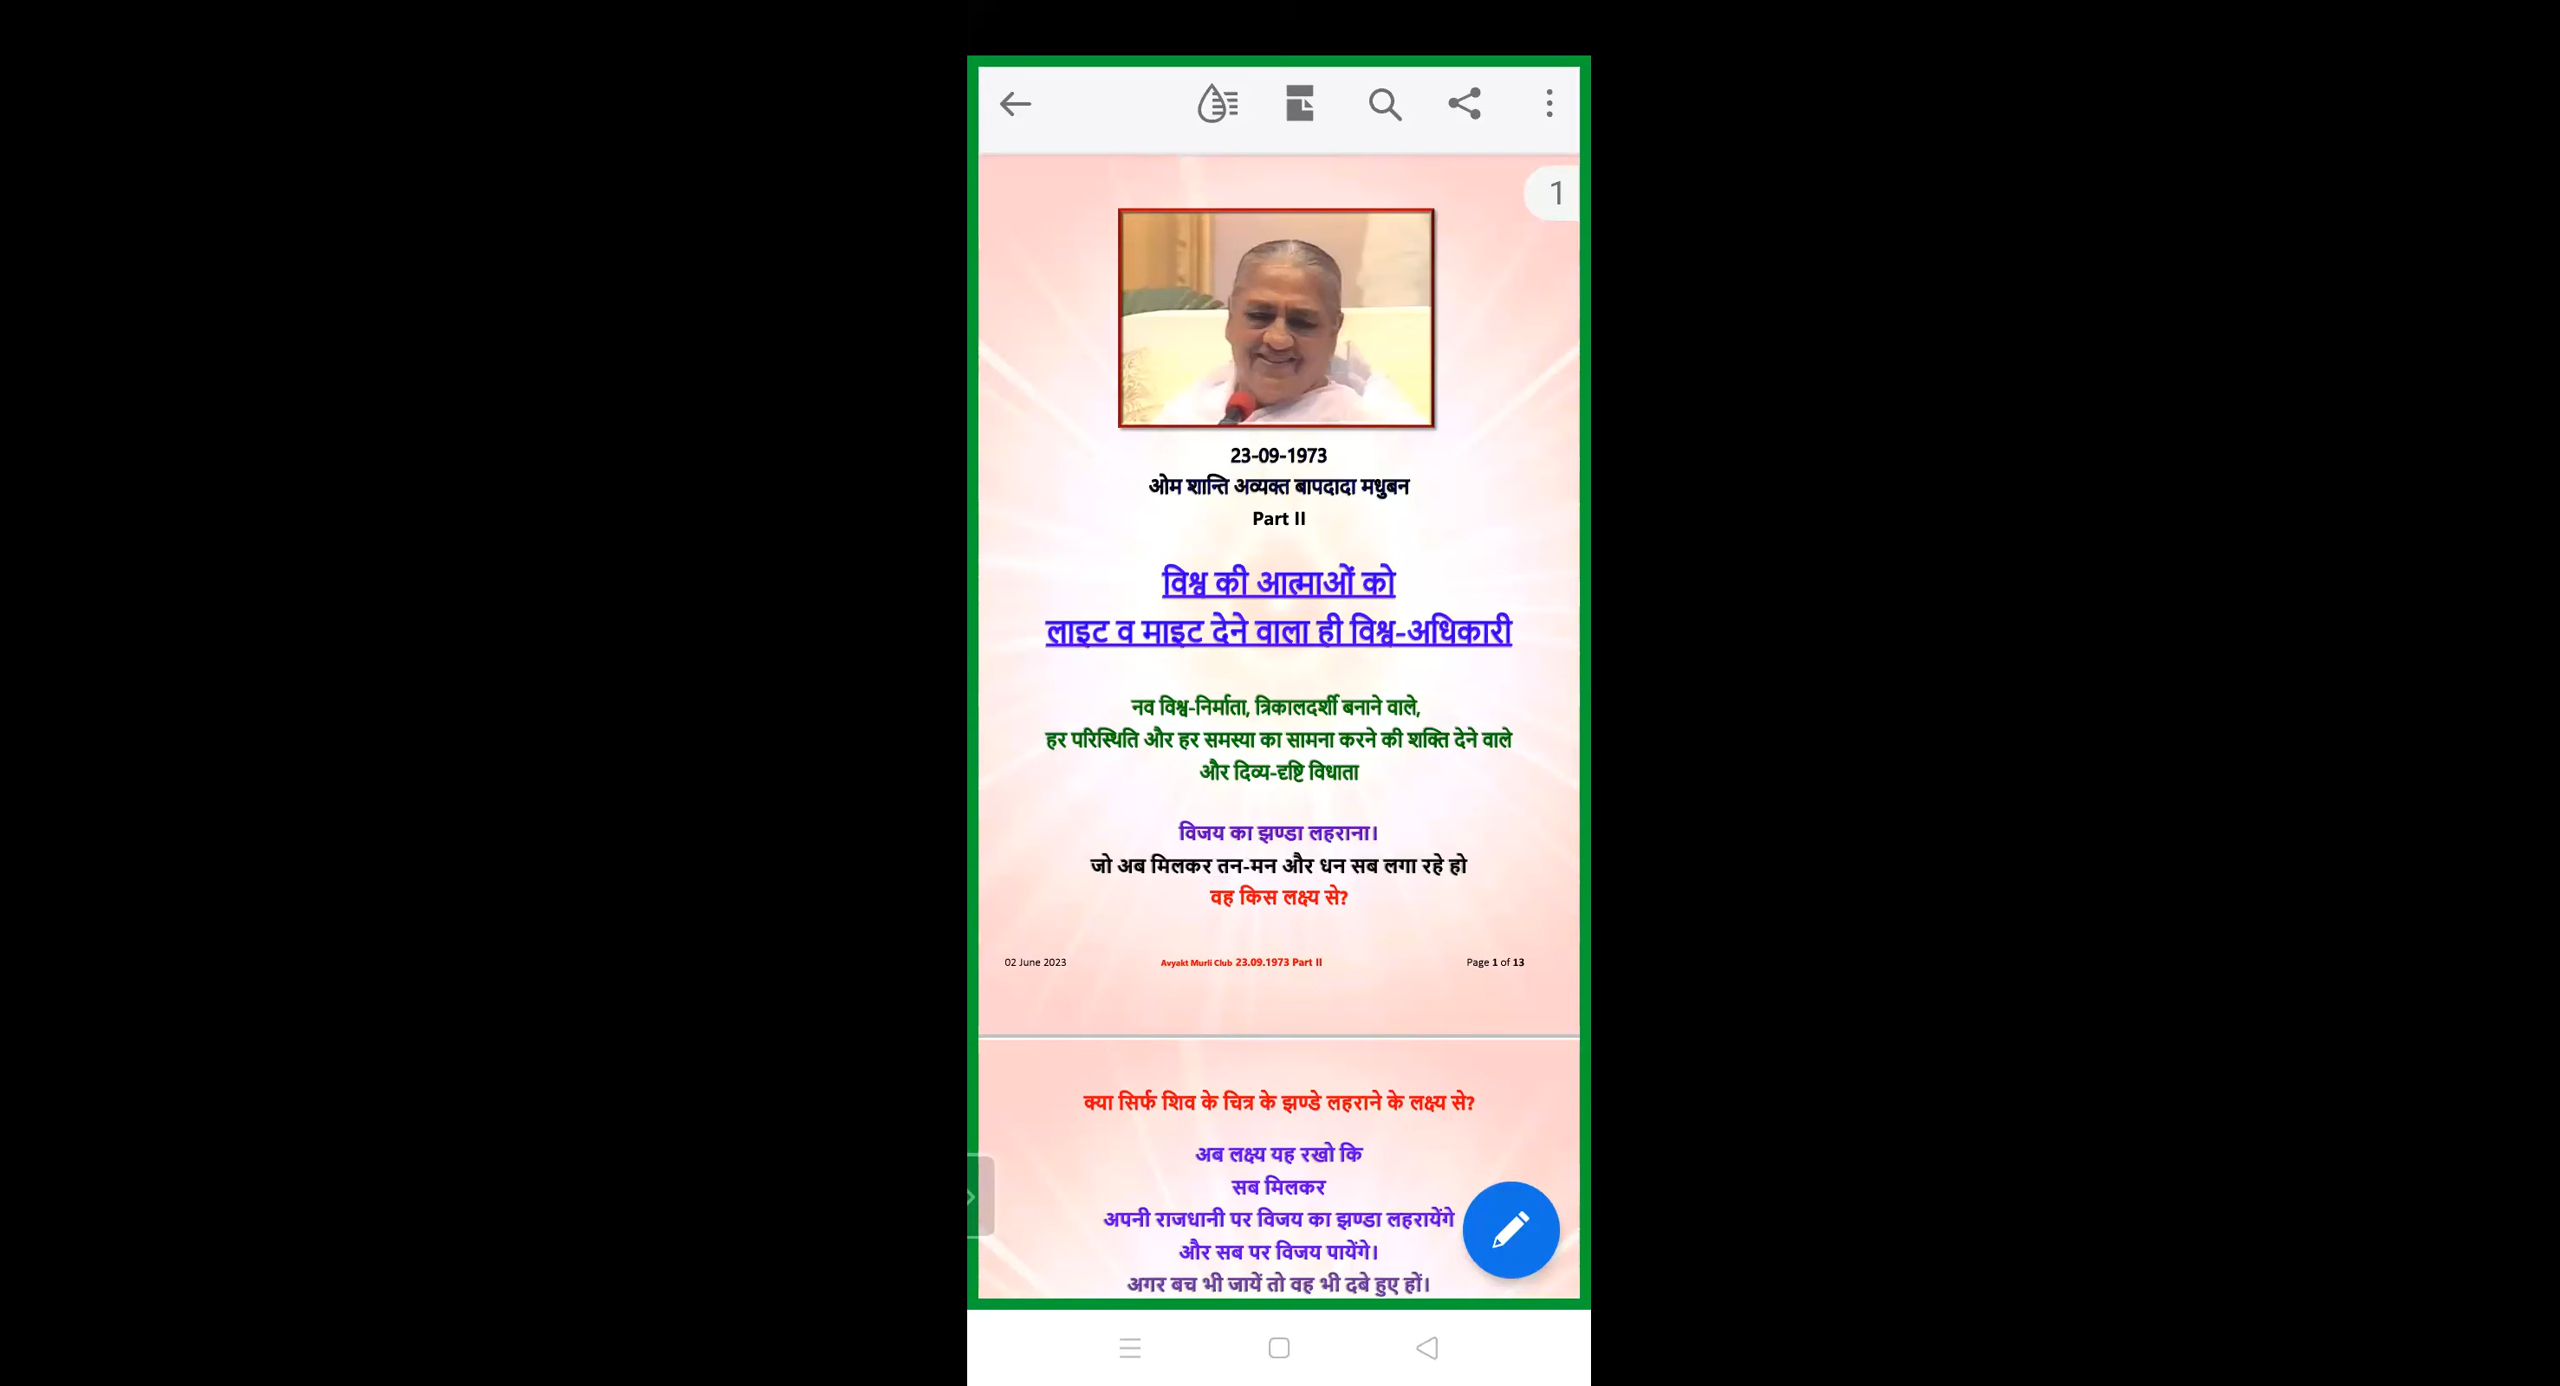 1
23-09-1973
ओम शान्ति अव्यक्त बापदादा मधुबन
Part II
विश्व की आत्माओं को
लाइट व माइट देने वाला ही विश्व-अधिकारी
नव विश्व-निर्माता, त्रिकालदर्शी बनाने वाले,
हर परिस्थिति और हर समस्या का सामना करने की शक्ति देने वाले
और दिव्य-दृष्टि विधाता
विजय का झण्डा लहराना।
जो अब मिलकर तन-मन और धन सब लगा रहे हो
वह किस लक्ष्य से?
02 June 2023 Avyakt Murli Club 23.09.1973 Part II Page 1 of 13
क्या सिर्फ शिव के चित्र के झण्डे लहराने के लक्ष्य से?
अब लक्ष्य यह रखो कि
सब मिलकर
अपनी राजधानी पर विजय का झण्डा लहरायेंगे
और सब पर विजय पायेंगे।
अगर बच भी जायें तो वह भी दबे हुए हों।